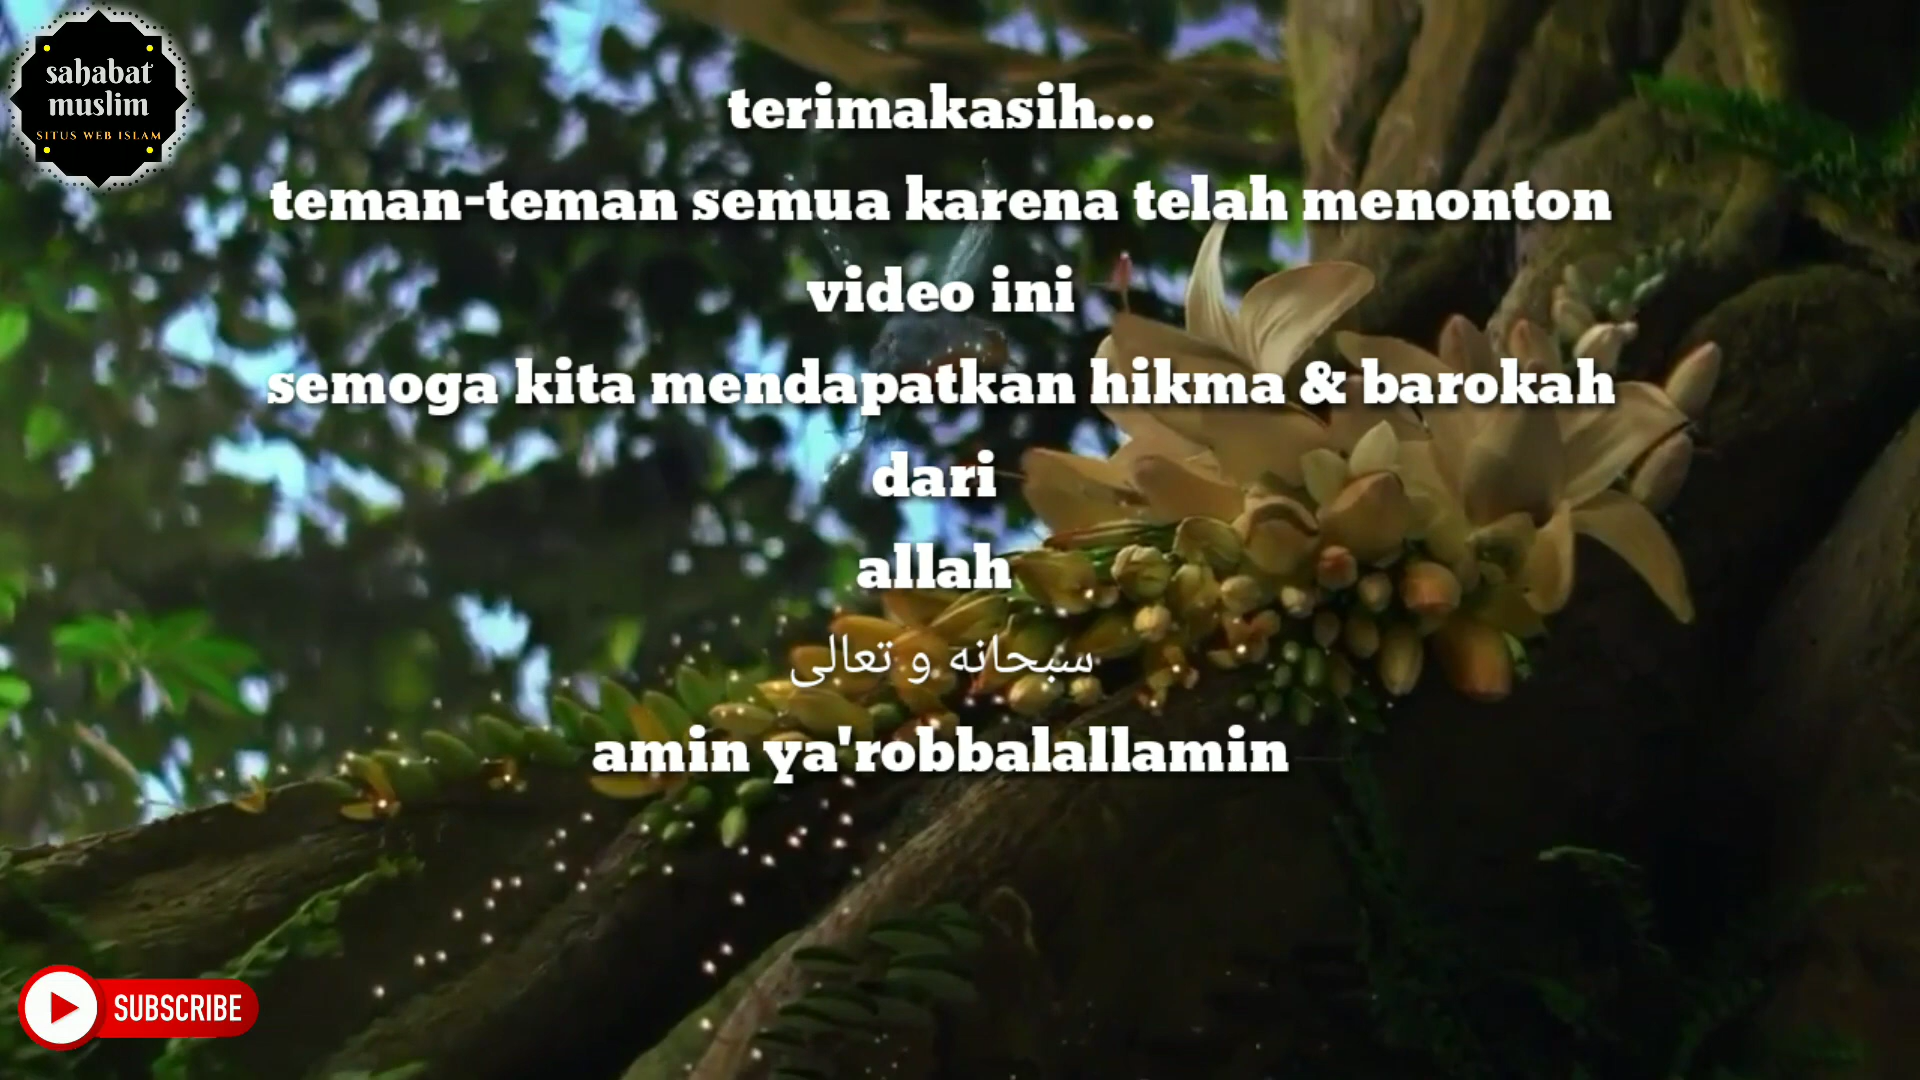 sahabat
muslim
SITUS WEB ISLAM
terimakasih...
teman-teman semua karena telah menonton
video ini
semoga kita mendapatkan hikma & barokah
dari
allah
سبحانه و تعالى
amin ya'robbalallamin
SUBSCRIBE